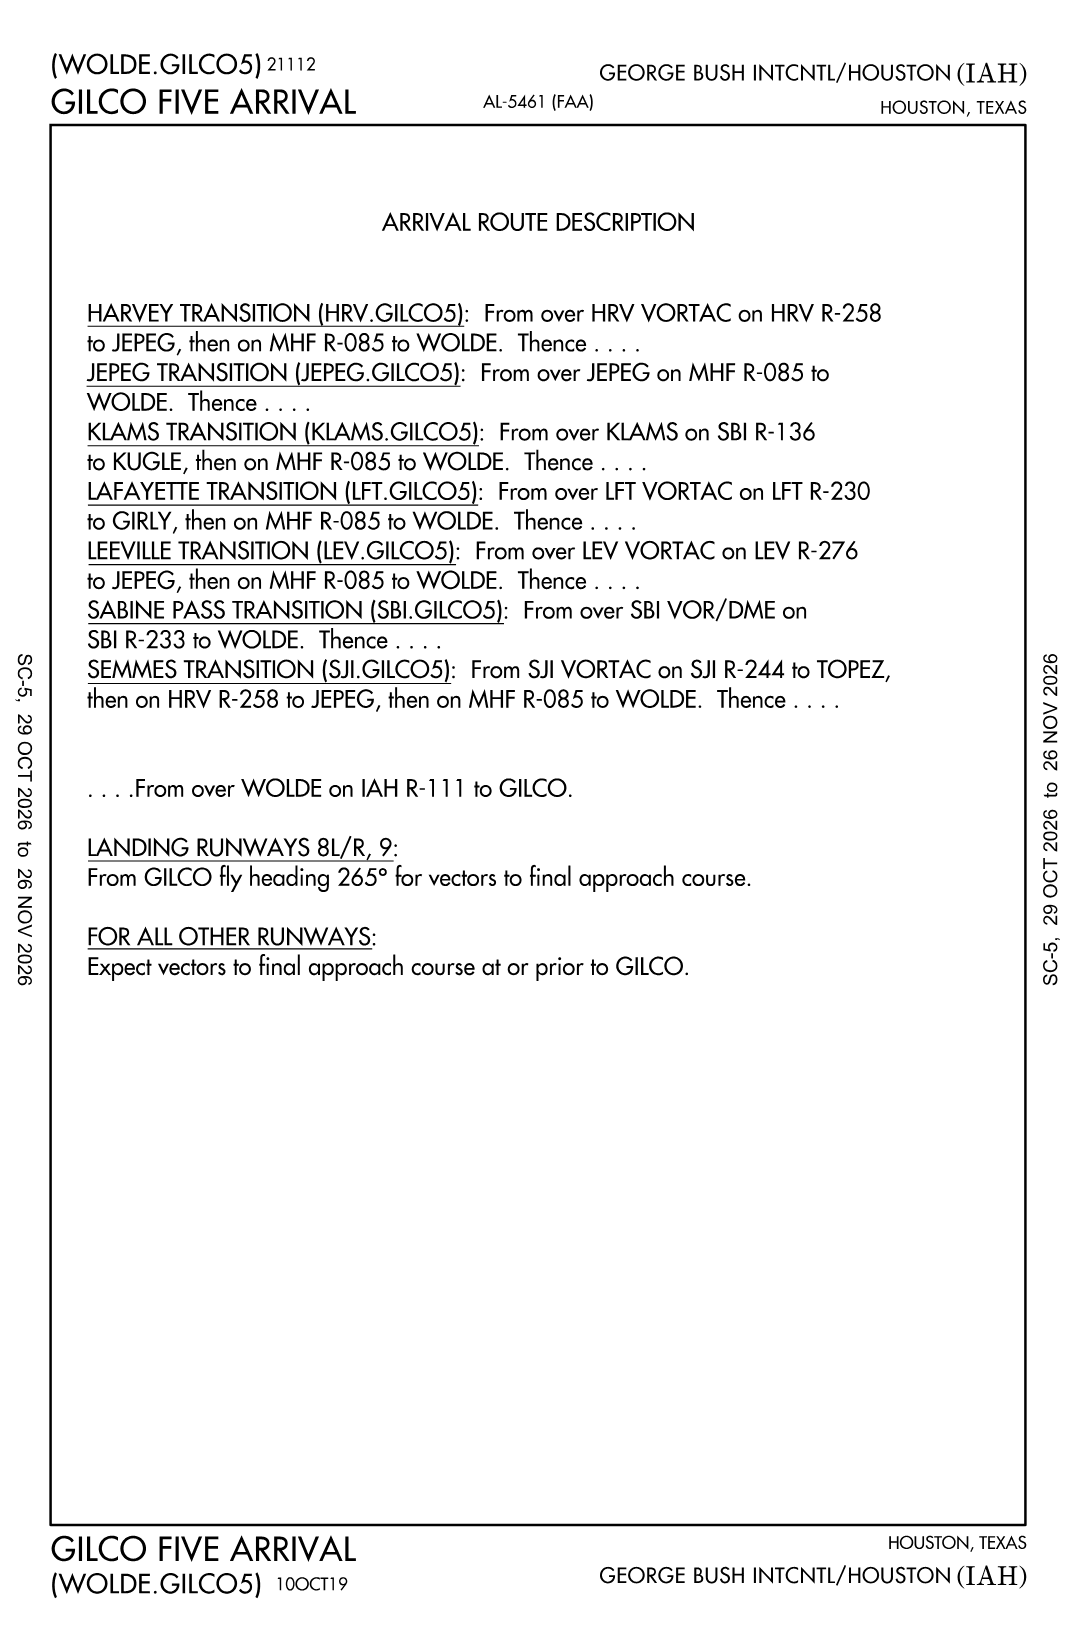 (WOLDE.GILCO5) 21112
GILCO FIVE ARRIVAL
AL-5461 (FAA)
GEORGE BUSH INTCNTL/HOUSTON (IAH)
HOUSTON, TEXAS
ARRIVAL ROUTE DESCRIPTION
HARVEY TRANSITION (HRV.GILCO5): From over HRV VORTAC on HRV R-258
to JEPEG, then on MHF R-085 to WOLDE. Thence . . . .
JEPEG TRANSITION (JEPEG.GILCO5): From over JEPEG on MHF R-085 to
WOLDE. Thence . . . .
KLAMS TRANSITION (KLAMS.GILCO5): From over KLAMS on SBI R-136
to KUGLE, then on MHF R-085 to WOLDE. Thence . . . .
LAFAYETTE TRANSITION (LFT.GILCO5): From over LFT VORTAC on LFT R-230
to GIRLY, then on MHF R-085 to WOLDE. Thence . . . .
LEEVILLE TRANSITION (LEV.GILCO5): From over LEV VORTAC on LEV R-276
to JEPEG, then on MHF R-085 to WOLDE. Thence . . . .
SABINE PASS TRANSITION (SBI.GILCO5): From over SBI VOR/DME on
SBI R-233 to WOLDE. Thence . . . .
SEMMES TRANSITION (SJI.GILCO5): From SJI VORTAC on SJI R-244 to TOPEZ,
then on HRV R-258 to JEPEG, then on MHF R-085 to WOLDE. Thence . . . .
. . . .From over WOLDE on IAH R-111 to GILCO.
LANDING RUNWAYS 8L/R, 9:
From GILCO fly heading 265° for vectors to final approach course.
FOR ALL OTHER RUNWAYS:
Expect vectors to final approach course at or prior to GILCO.
SC-5, 29 OCT 2026 to 26 NOV 2026
SC-5, 29 OCT 2026 to 26 NOV 2026
GILCO FIVE ARRIVAL
(WOLDE.GILCO5) 10OCT19
HOUSTON, TEXAS
GEORGE BUSH INTCNTL/HOUSTON (IAH)